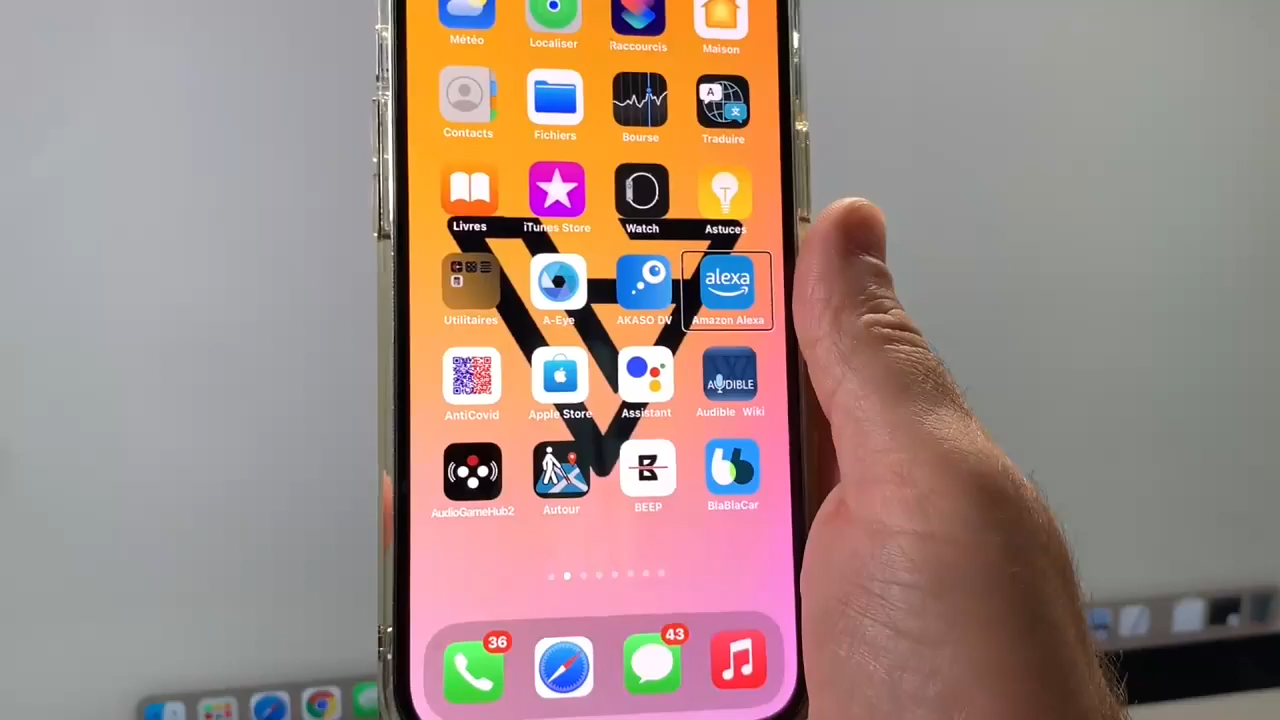 Météo Localiser Raccourcis Maison
A 文
Contacts Fichiers Bourse Traduire
Livres iTunes Store Watch Astuces
alexa
Utilitaires A-Eye AKASO DV Amazon Alexa
AUDIBLE
AntiCovid Apple Store Assistant Audible Wiki
B
AudioGameHub2 Autour BEEP BlaBlaCar
36 43